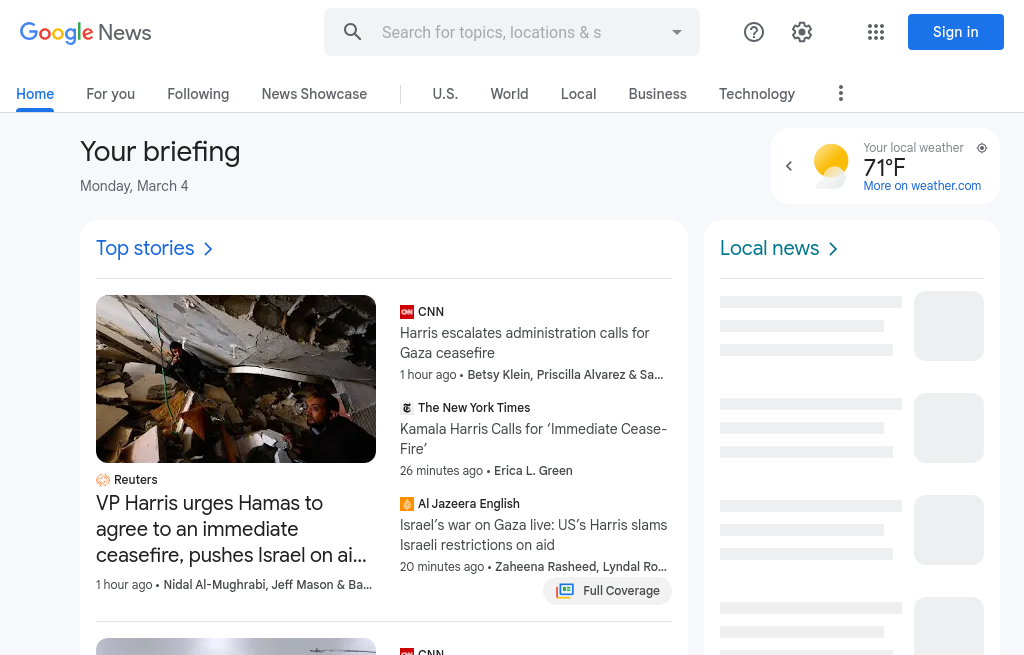 Google News
Search for topics, locations & s
Sign in
Home
For you
Following
News Showcase
U.S.
World
Local
Business
Technology
Your briefing
Monday, March 4
Your local weather
71°F
More on weather.com
Top stories
Reuters
VP Harris urges Hamas to
agree to an immediate
ceasefire, pushes Israel on ai...
1 hour ago • Nidal Al-Mughrabi, Jeff Mason & Ba...
CNN
Harris escalates administration calls for
Gaza ceasefire
1 hour ago • Betsy Klein, Priscilla Alvarez & Sa...
The New York Times
Kamala Harris Calls for ‘Immediate Cease-
Fire’
26 minutes ago • Erica L. Green
Al Jazeera English
Israel’s war on Gaza live: US’s Harris slams
Israeli restrictions on aid
20 minutes ago • Zaheena Rasheed, Lyndal Ro...
Full Coverage
CNN
Local news